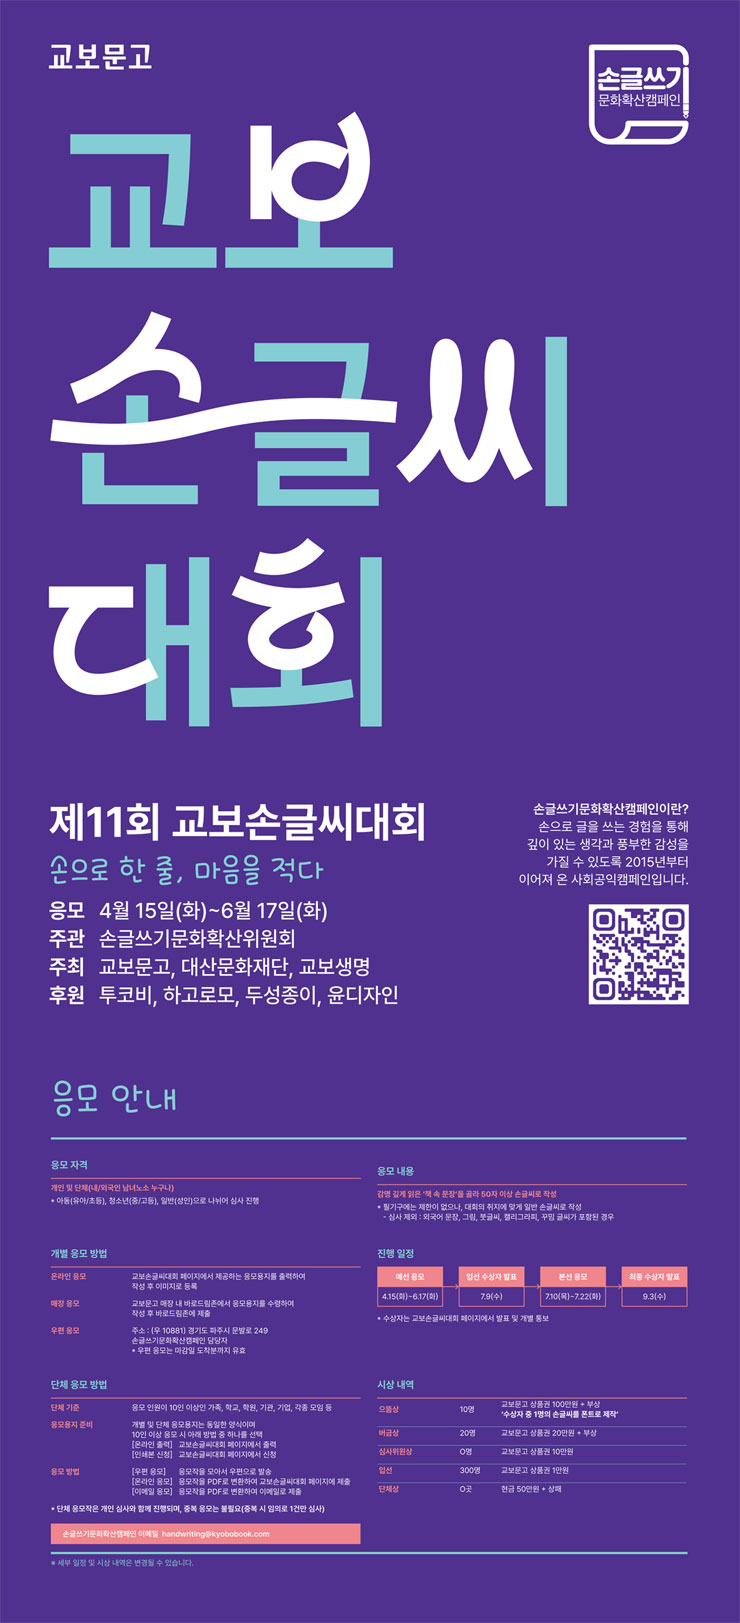 교보문고
손글쓰기
문화확산캠페인
교보
손글씨
대회
제11회 교보손글씨대회
손으로 한 줄, 마음을 적다
응모 4월 15일(화)~6월 17일(화)
주관 손글쓰기문화확산위원회
주최 교보문고, 대산문화재단, 교보생명
후원 투코비, 하고로모, 두성종이, 윤디자인
손글쓰기문화확산캠페인이란?
손으로 글을 쓰는 경험을 통해
깊이 있는 생각과 풍부한 감성을
가질 수 있도록 2015년부터
이어져 온 사회공익캠페인입니다.
응모 안내
응모 자격
개인 및 단체(내/외국인 남녀노소 누구나)
* 아동(유아/초등), 청소년(중/고등), 일반(성인)으로 나뉘어 심사 진행
응모 내용
감명 깊게 읽은 '책 속 문장'을 골라 50자 이상 손글씨로 작성
* 필기구에는 제한이 없으나, 대회의 취지에 맞게 일반 손글씨로 작성
- 심사 제외 : 외국어 문장, 그림, 붓글씨, 캘리그라피, 꾸밈 글씨가 포함된 경우
개별 응모 방법
온라인 응모 교보손글씨대회 페이지에서 제공하는 응모용지를 출력하여
작성 후 이미지로 등록
매장 응모 교보문고 매장 내 바로드림존에서 응모용지를 수령하여
작성 후 바로드림존에 제출
우편 응모 주소 : (우 10881) 경기도 파주시 문발로 249
손글쓰기문화확산캠페인 담당자
* 우편 응모는 마감일 도착분까지 유효
진행 일정
예선 응모 입선 수상자 발표 본선 응모 최종 수상자 발표
4.15(화)~6.17(화) 7.9(수) 7.10(목)~7.22(화) 9.3(수)
* 수상자는 교보손글씨대회 페이지에서 발표 및 개별 통보
단체 응모 방법
단체 기준 응모 인원이 10인 이상인 가족, 학교, 학원, 기관, 기업, 각종 모임 등
응모용지 준비 개별 및 단체 응모용지는 동일한 양식이며
10인 이상 응모 시 아래 방법 중 하나를 선택
[온라인 출력] 교보손글씨대회 페이지에서 출력
[인쇄본 신청] 교보손글씨대회 페이지에서 신청
응모 방법 [우편 응모] 응모작을 모아서 우편으로 발송
[온라인 응모] 응모작을 PDF로 변환하여 교보손글씨대회 페이지에 제출
[이메일 응모] 응모작을 PDF로 변환하여 이메일로 제출
* 단체 응모작은 개인 심사와 함께 진행되며, 중복 응모는 불필요(중복 시 임의로 1건만 심사)
손글쓰기문화확산캠페인 이메일 handwriting@kyobobook.com
시상 내역
으뜸상 10명 교보문고 상품권 100만원 + 부상
'수상자 중 1명의 손글씨를 폰트로 제작'
버금상 20명 교보문고 상품권 20만원 + 부상
심사위원상 0명 교보문고 상품권 10만원
입선 300명 교보문고 상품권 1만원
단체상 0곳 현금 50만원 + 상패
* 세부 일정 및 시상 내역은 변경될 수 있습니다.